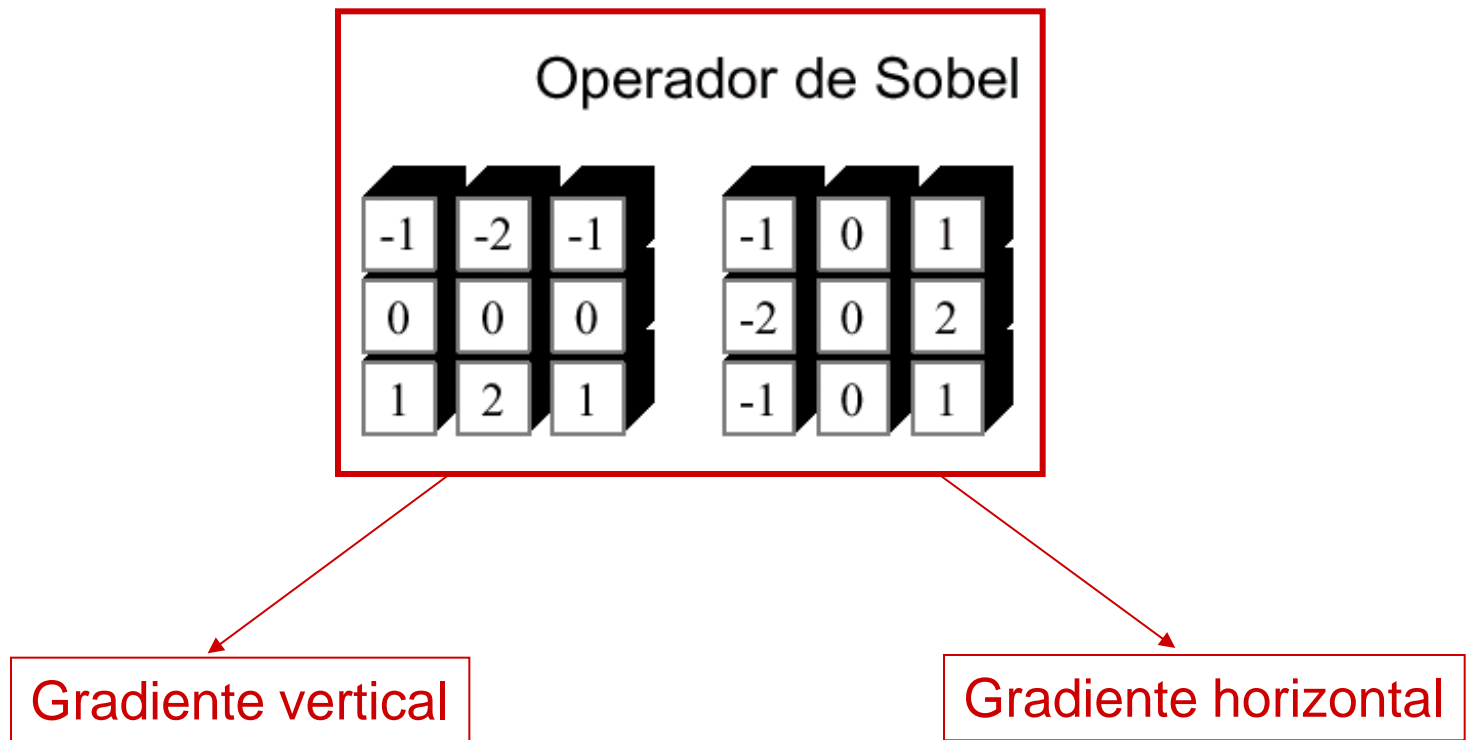 Operador de Sobel
-1 -2 -1 -1 0 1
0 0 0 -2 0 2
1 2 1 -1 0 1
Gradiente vertical
Gradiente horizontal